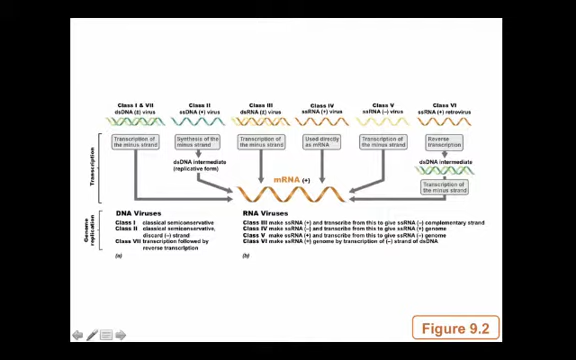 Class I & VII
dsDNA (±) virus
Class II
ssDNA (+) virus
Class III
dsRNA (±) virus
Class IV
ssRNA (+) virus
Class V
ssRNA (–) virus
Class VI
ssRNA (+) retrovirus
Transcription of
the minus strand
Synthesis of the
minus strand
Transcription of
the minus strand
Used directly
as mRNA
Transcription of
the minus strand
Reverse
transcription
dsDNA intermediate
(replicative form)
dsDNA intermediate
Transcription of
the minus strand
Transcription
mRNA (+)
Genome
replication
DNA Viruses
Class I classical semiconservative
Class II classical semiconservative,
discard (–) strand
Class VII transcription followed by
reverse transcription
(a)
RNA Viruses
Class III make ssRNA (+) and transcribe from this to give ssRNA (–) complementary strand
Class IV make ssRNA (–) and transcribe from this to give ssRNA (+) genome
Class V make ssRNA (+) and transcribe from this to give ssRNA (–) genome
Class VI make ssRNA (+) genome by transcription of (–) strand of dsDNA
(b)
Figure 9.2